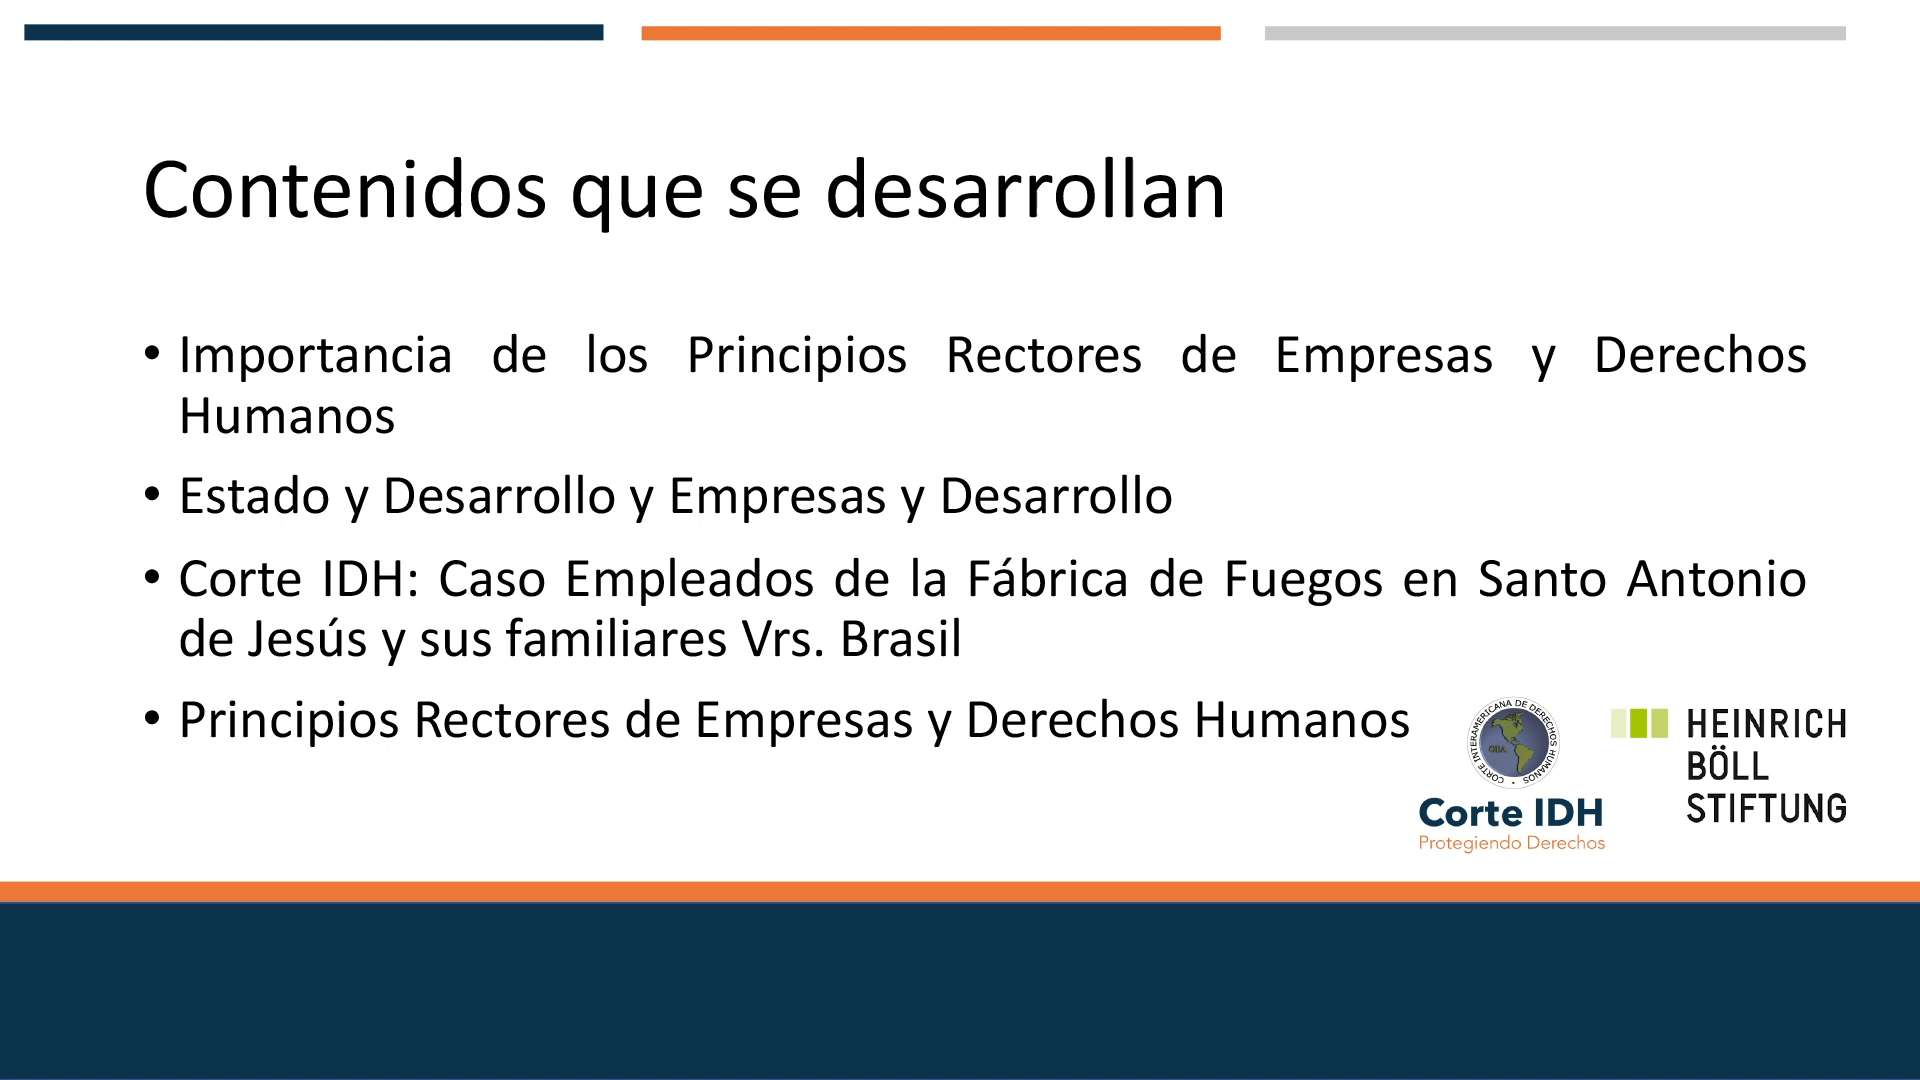 Contenidos que se desarrollan
• Importancia de los Principios Rectores de Empresas y Derechos
Humanos
• Estado y Desarrollo y Empresas y Desarrollo
• Corte IDH: Caso Empleados de la Fábrica de Fuegos en Santo Antonio
de Jesús y sus familiares Vrs. Brasil
• Principios Rectores de Empresas y Derechos Humanos
CORTE INTERAMERICANA DE DERECHOS HUMANOS
OEA
Corte IDH
Protegiendo Derechos
HEINRICH
BÖLL
STIFTUNG